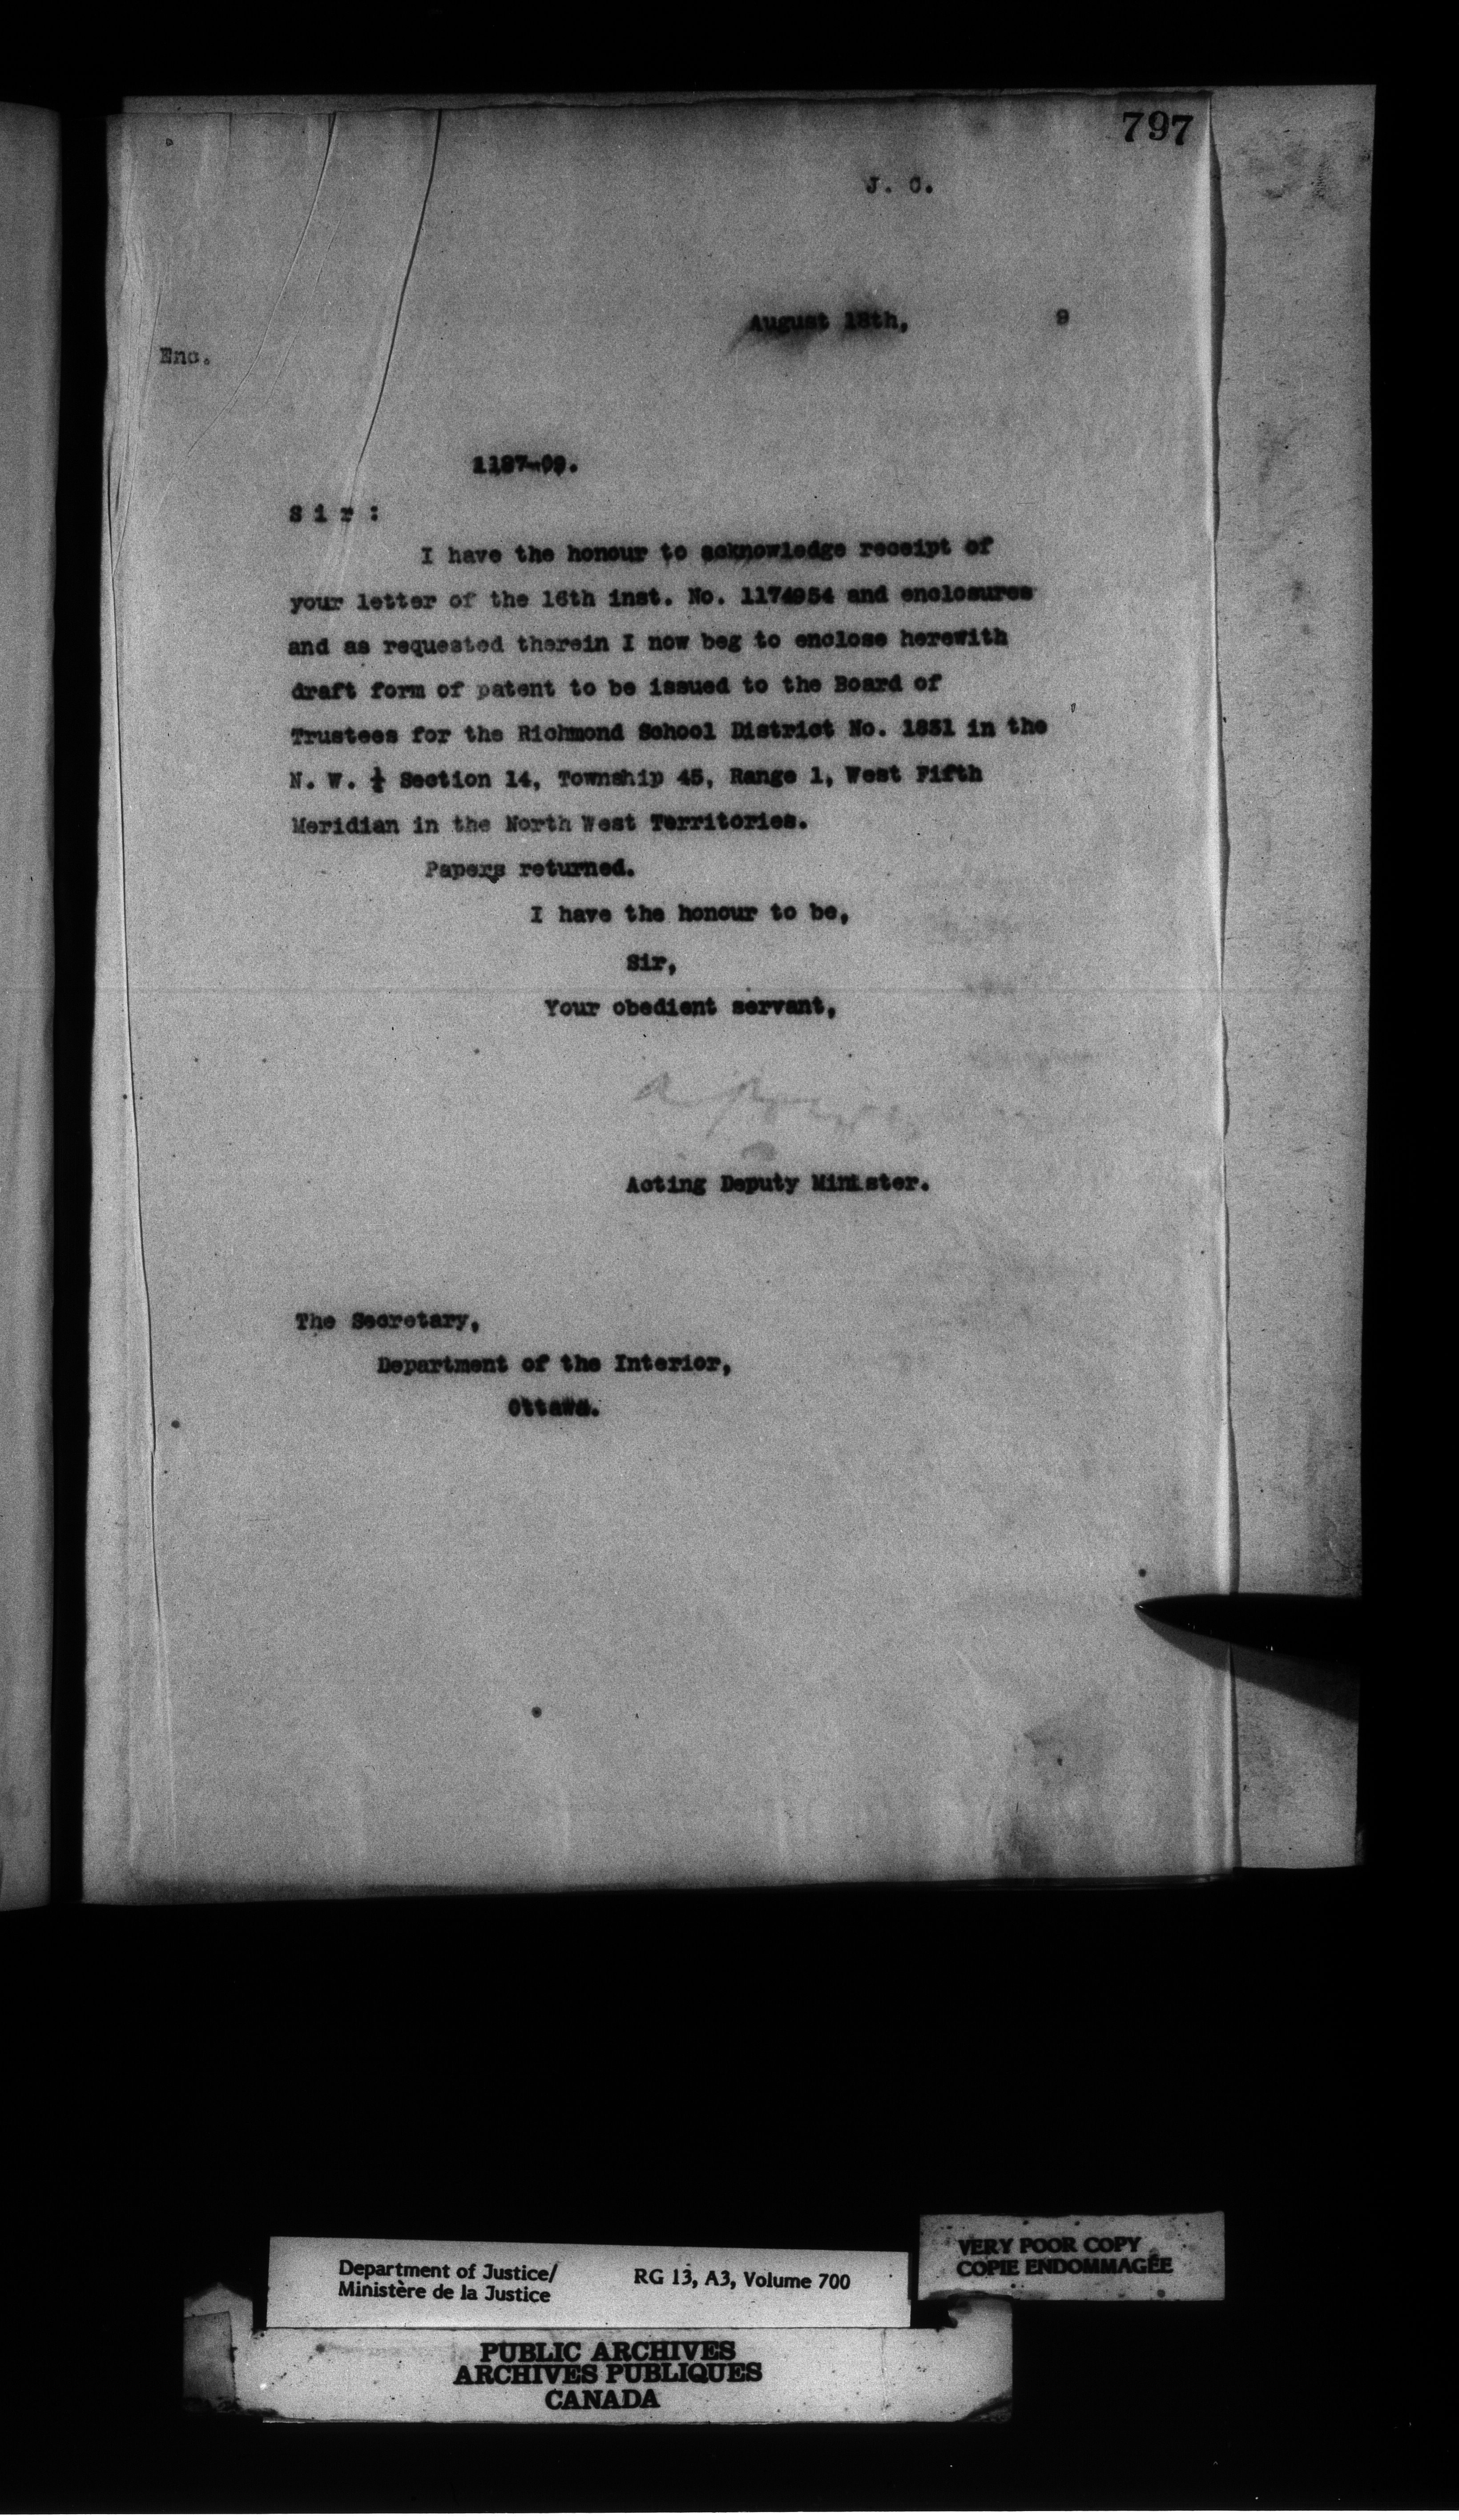 797
J. C.
August 18th, 9
Enc.
1187-09.
S i r :
I have the honour to acknowledge receipt of
your letter of the 16th inst. No. 1174954 and enclosures
and as requested therein I now beg to enclose herewith
draft form of patent to be issued to the Board of
Trustees for the Richmond School District No. 1831 in the
N. W. ¼ Section 14, Township 45, Range 1, West Fifth
Meridian in the North West Territories.
Papers returned.
I have the honour to be,
Sir,
Your obedient servant,
Acting Deputy Minister.
The Secretary,
Department of the Interior,
Ottawa.
Department of Justice/
Ministère de la Justice
RG 13, A3, Volume 700
VERY POOR COPY
COPIE ENDOMMAGÉE
PUBLIC ARCHIVES
ARCHIVES PUBLIQUES
CANADA